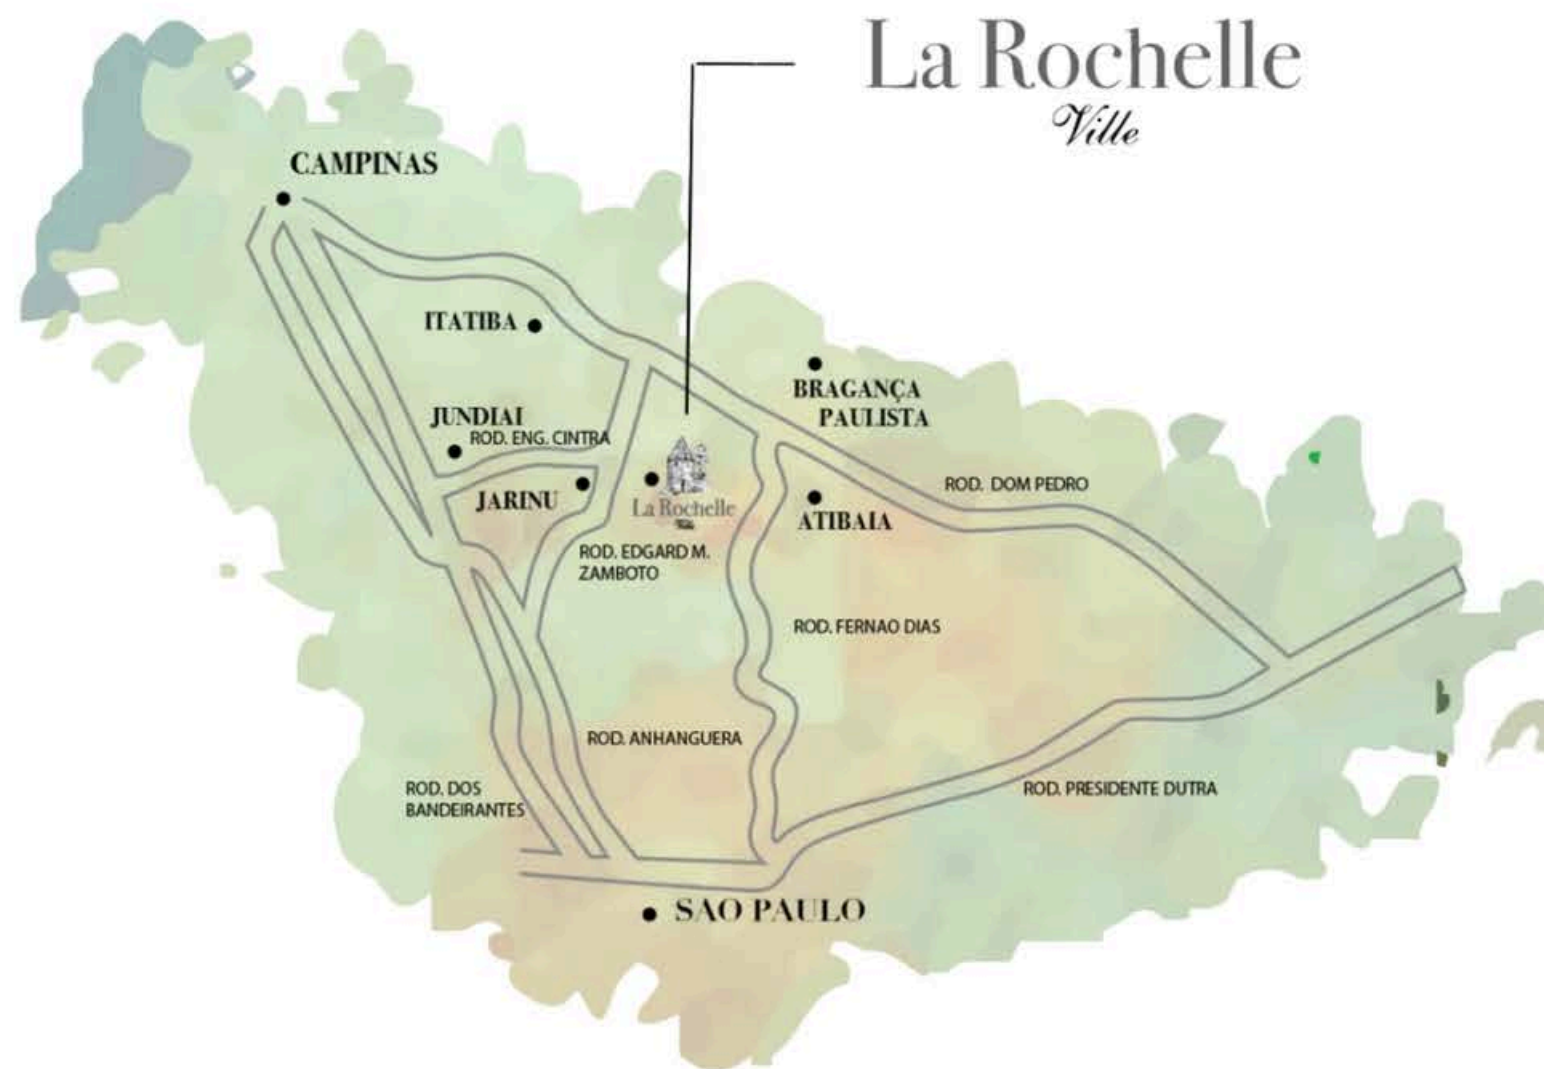 La Rochelle
Ville
CAMPINAS
ITATIBA
BRAGANÇA
PAULISTA
JUNDIAI
ROD. ENG. CINTRA
JARINU
La Rochelle
Ville
ROD. DOM PEDRO
ATIBAIA
ROD. EDGARD M.
ZAMBOTO
ROD. FERNAO DIAS
ROD. ANHANGUERA
ROD. DOS
BANDEIRANTES
ROD. PRESIDENTE DUTRA
SAO PAULO